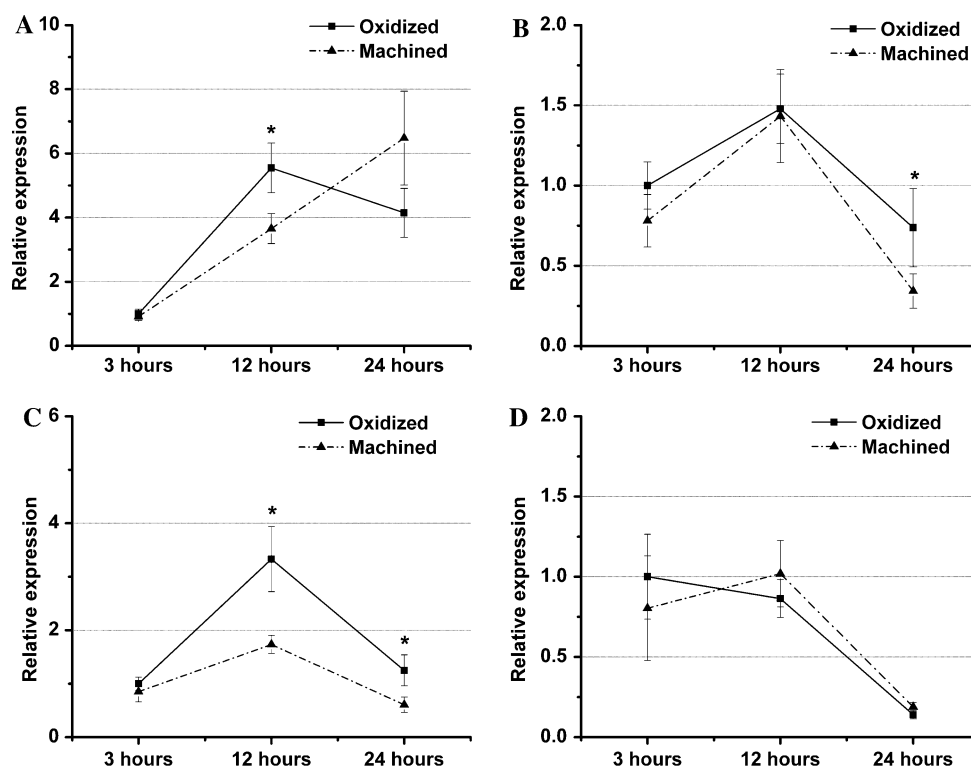 A
Relative expression
10
8
6
4
2
0
Oxidized
Machined
*
3 hours
12 hours
24 hours
B
Relative expression
2.0
1.5
1.0
0.5
0.0
Oxidized
Machined
*
3 hours
12 hours
24 hours
C
Relative expression
6
4
2
0
Oxidized
Machined
*
*
3 hours
12 hours
24 hours
D
Relative expression
2.0
1.5
1.0
0.5
0.0
Oxidized
Machined
3 hours
12 hours
24 hours